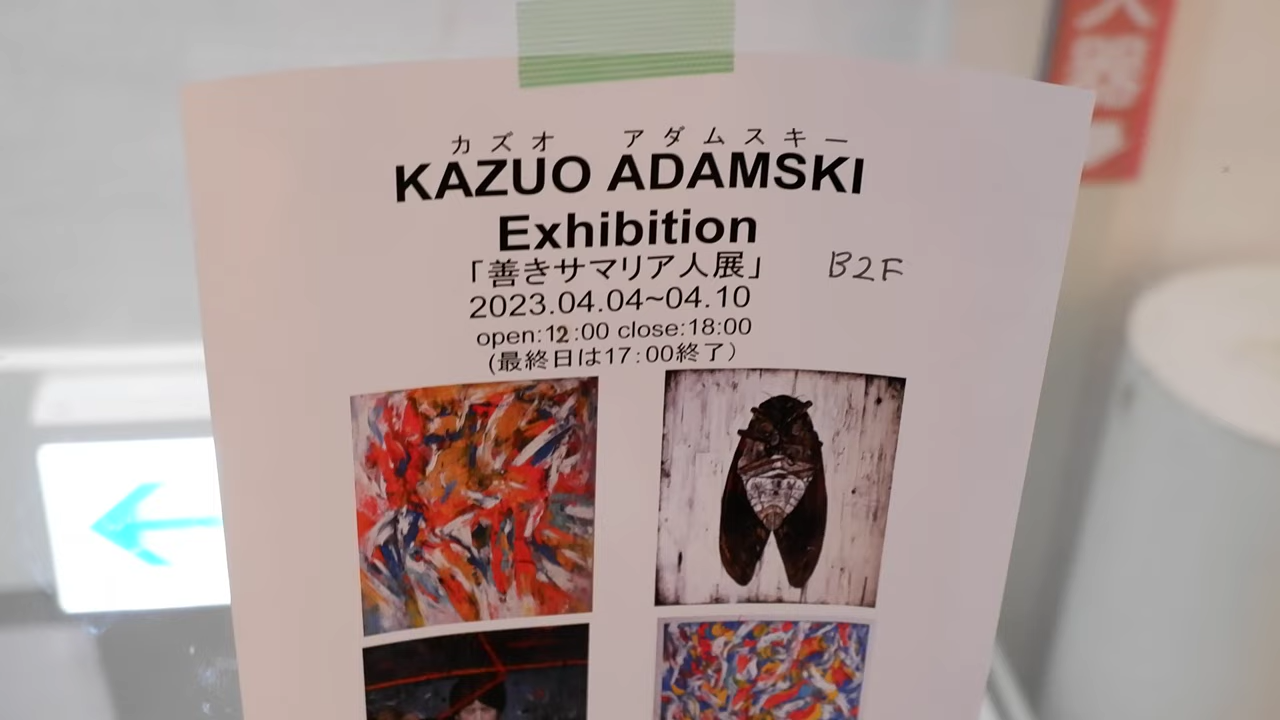 カズオ アダムスキー
KAZUO ADAMSKI
Exhibition
「善きサマリア人展」
B2F
2023.04.04~04.10
open:12:00 close:18:00
(最終日は17:00終了)